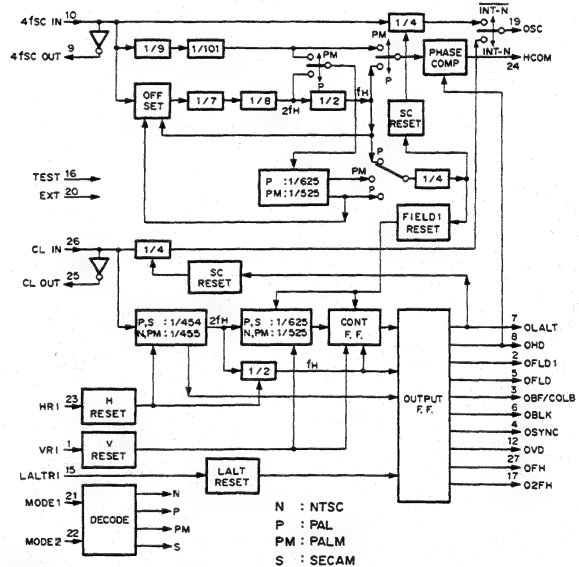 4fSC IN 10
4fSC OUT 9
1/4
INT-N
19 OSC
INT-N
1/9
1/101
PM
P
PM
P
PHASE COMP
HCOM
24
OFF SET
1/7
1/8
2fH
1/2
fH
SC RESET
P
TEST 16
EXT 20
P : 1/625
PM : 1/525
PM
P
1/4
FIELD1 RESET
CL IN 26
CL OUT 25
1/4
SC RESET
P,S : 1/454
N,PM : 1/455
2fH
P,S : 1/625
N,PM : 1/525
CONT F.F.
1/2
fH
OUTPUT F.F.
7 OLALT
8 OHD
2 OFLD1
5 OFLD
3 OBF/COLB
6 OBLK
4 OSYNC
12 OVD
27 OFH
17 O2FH
HRI 23
H RESET
VRI 1
V RESET
LALTRI 15
LALT RESET
MODE1 21
MODE2 22
DECODE
N
P
PM
S
N : NTSC
P : PAL
PM : PALM
S : SECAM